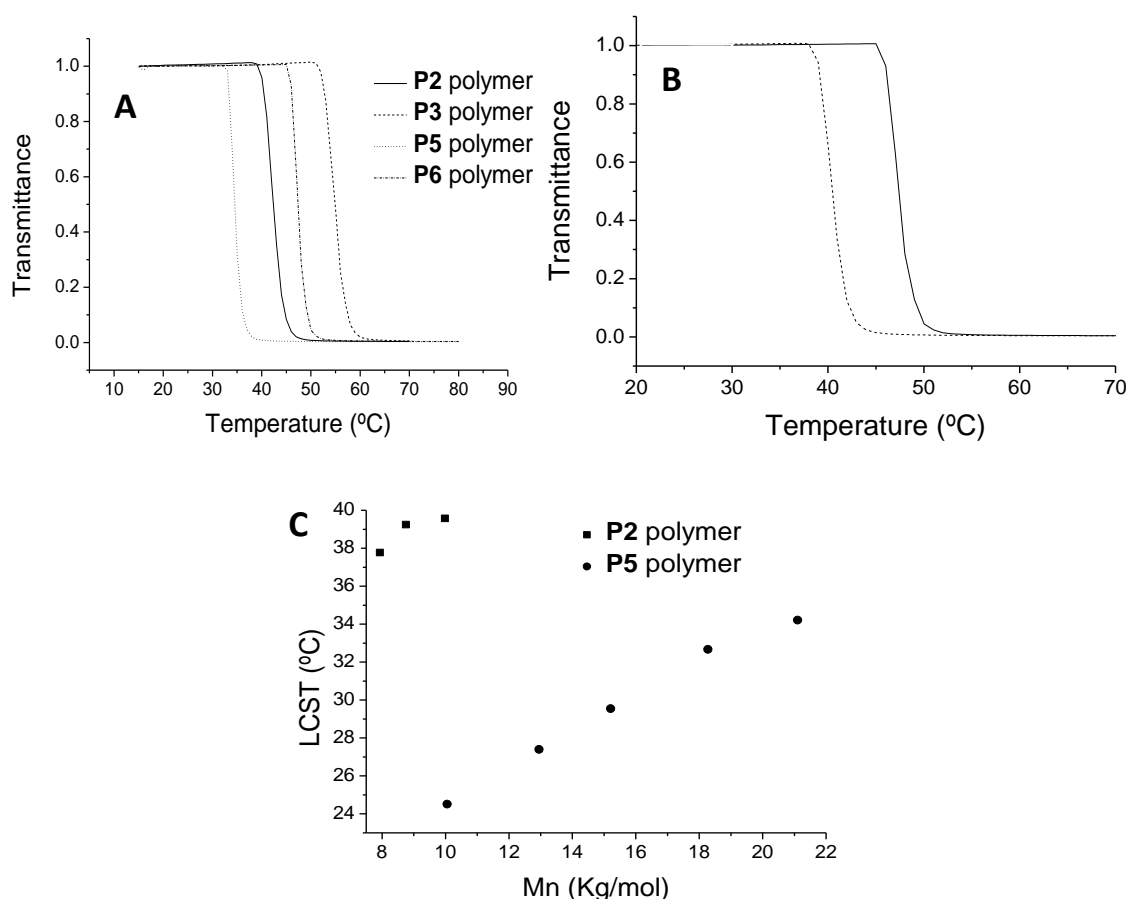 A
P2 polymer
P3 polymer
P5 polymer
P6 polymer
1.0
0.8
0.6
0.4
0.2
0.0
Transmittance
10 20 30 40 50 60 70 80 90
Temperature (ºC)
B
1.0
0.8
0.6
0.4
0.2
0.0
Transmittance
20 30 40 50 60 70
Temperature (ºC)
C
P2 polymer
P5 polymer
40
38
36
34
32
30
28
26
24
LCST (ºC)
8 10 12 14 16 18 20 22
Mn (Kg/mol)